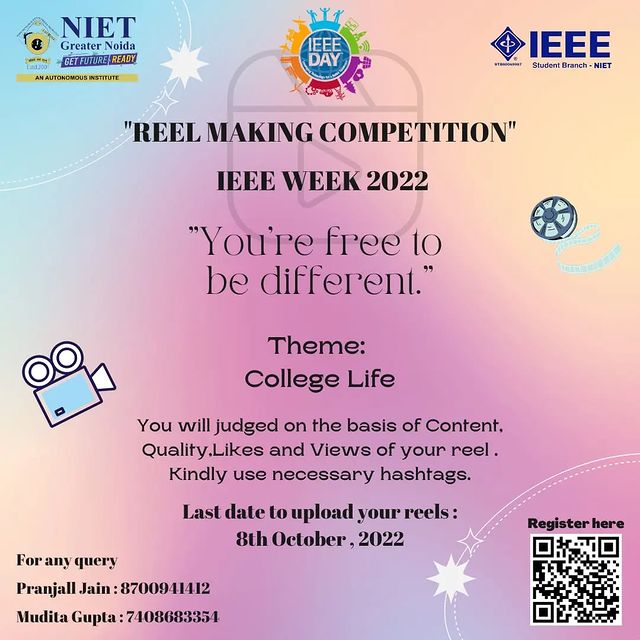 NIET
Greater Noida
GET FUTURE READY
AN AUTONOMOUS INSTITUTE
IEEE
DAY
IEEE
Student Branch - NIET
"REEL MAKING COMPETITION"
IEEE WEEK 2022
"You're free to
be different."
Theme:
College Life
You will judged on the basis of Content,
Quality,Likes and Views of your reel .
Kindly use necessary hashtags.
Last date to upload your reels :
8th October , 2022
Register here
For any query
Pranjall Jain : 8700941412
Mudita Gupta : 7408683354